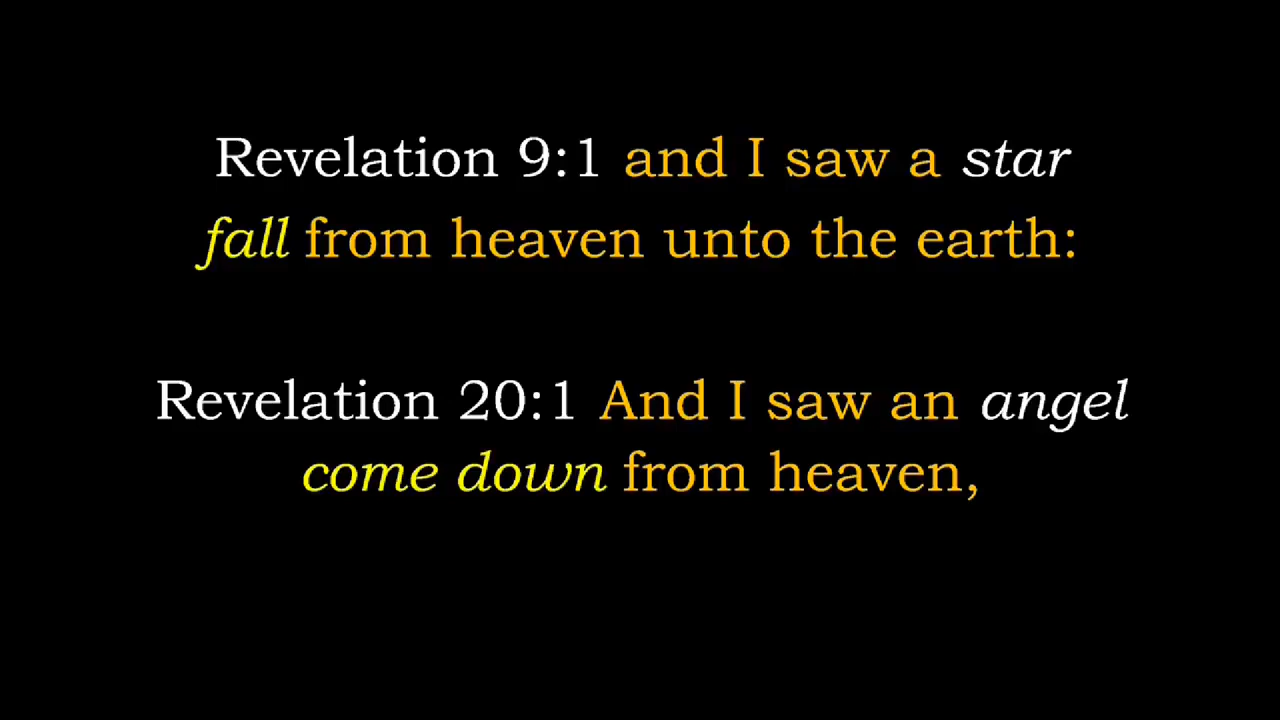 Revelation 9:1 and I saw a star
fall from heaven unto the earth:
Revelation 20:1 And I saw an angel
come down from heaven,